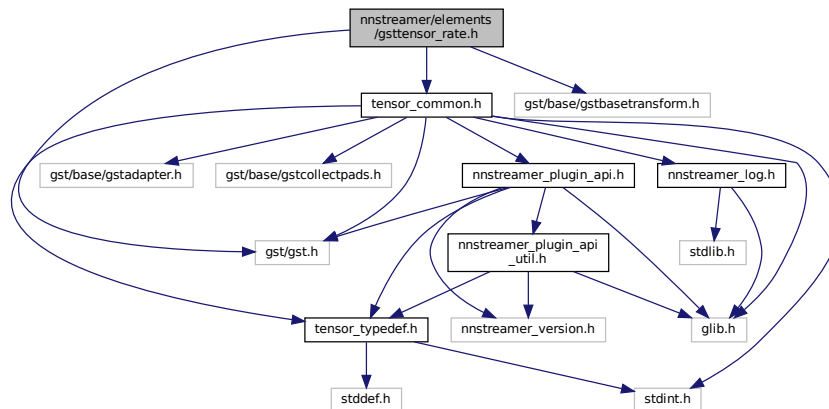 nnstreamer/elements
/gsttensor_rate.h
tensor_common.h
gst/base/gstbasetransform.h
gst/base/gstadapter.h
gst/base/gstcollectpads.h
nnstreamer_plugin_api.h
nnstreamer_log.h
gst/gst.h
nnstreamer_plugin_api
_util.h
stdlib.h
tensor_typedef.h
nnstreamer_version.h
glib.h
stddef.h
stdint.h